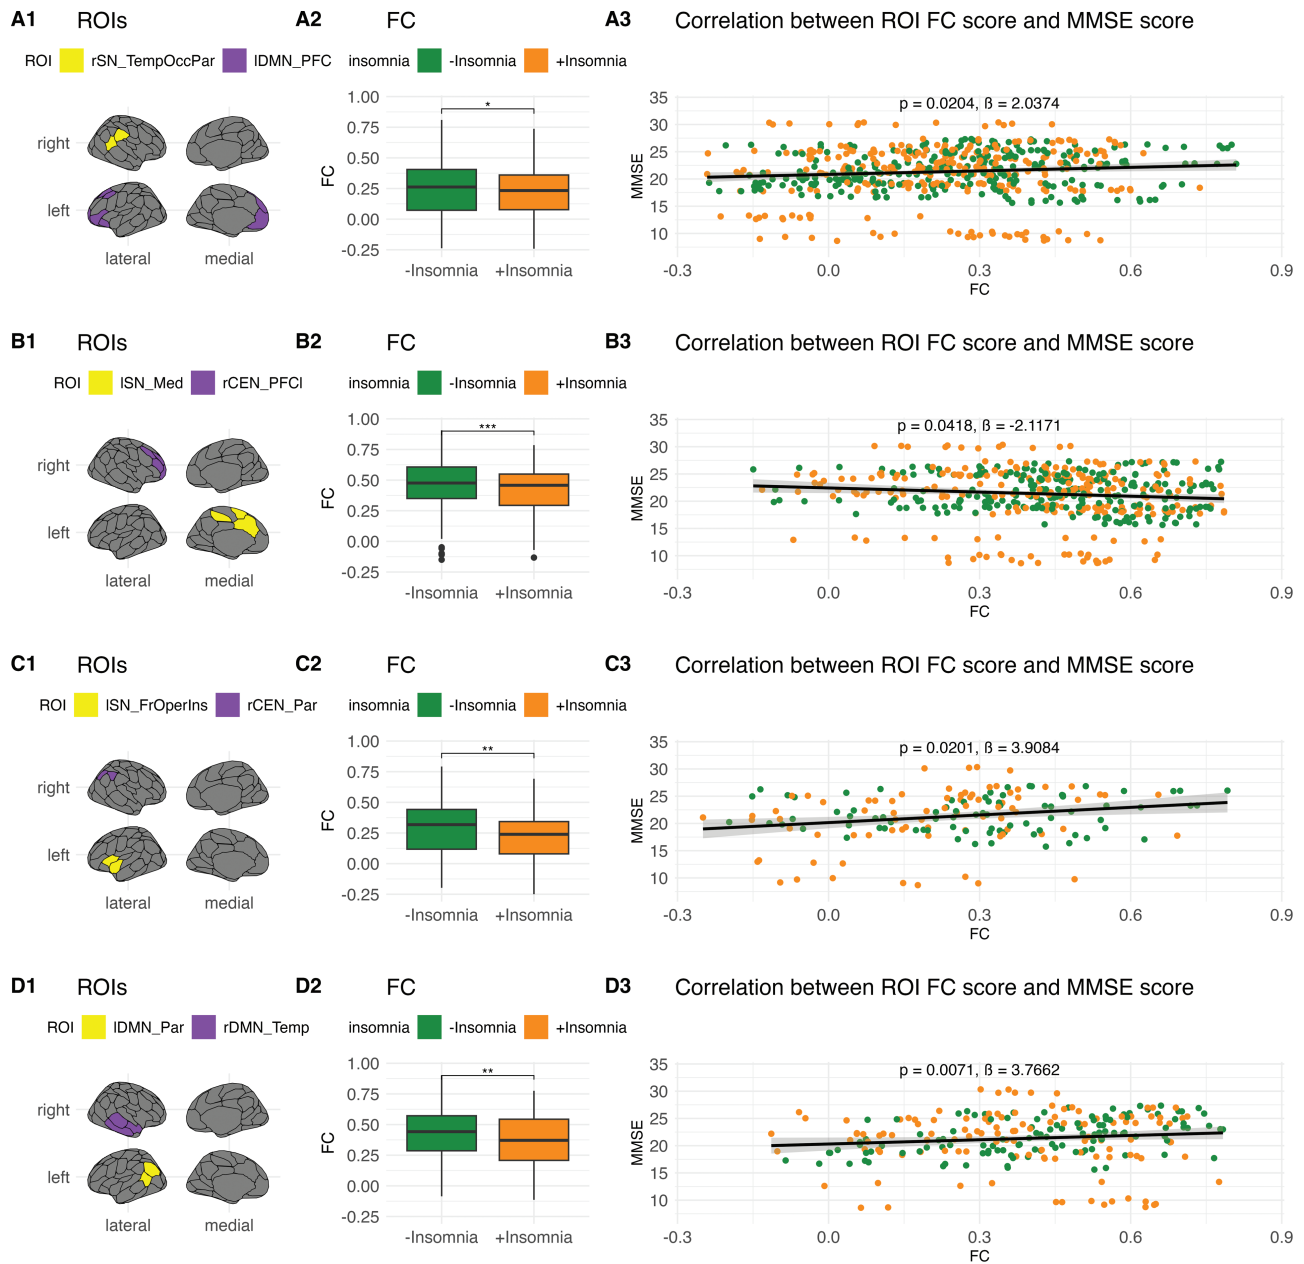 A1 ROIs A2 FC A3 Correlation between ROI FC score and MMSE score
ROI rSN_TempOccPar lDMN_PFC insomnia -Insomnia +Insomnia
right
left
lateral medial
1.00
0.75
0.50
0.25
0.00
-0.25
FC
*
-Insomnia +Insomnia
35
30
25
20
15
10
MMSE
p = 0.0204, ß = 2.0374
-0.3 0.0 0.3 0.6 0.9
FC
B1 ROIs B2 FC B3 Correlation between ROI FC score and MMSE score
ROI lSN_Med rCEN_PFCl insomnia -Insomnia +Insomnia
right
left
lateral medial
1.00
0.75
0.50
0.25
0.00
-0.25
FC
***
-Insomnia +Insomnia
35
30
25
20
15
10
MMSE
p = 0.0418, ß = -2.1171
-0.3 0.0 0.3 0.6 0.9
FC
C1 ROIs C2 FC C3 Correlation between ROI FC score and MMSE score
ROI lSN_FrOperIns rCEN_Par insomnia -Insomnia +Insomnia
right
left
lateral medial
1.00
0.75
0.50
0.25
0.00
-0.25
FC
**
-Insomnia +Insomnia
35
30
25
20
15
10
MMSE
p = 0.0201, ß = 3.9084
-0.3 0.0 0.3 0.6 0.9
FC
D1 ROIs D2 FC D3 Correlation between ROI FC score and MMSE score
ROI lDMN_Par rDMN_Temp insomnia -Insomnia +Insomnia
right
left
lateral medial
1.00
0.75
0.50
0.25
0.00
-0.25
FC
**
-Insomnia +Insomnia
35
30
25
20
15
10
MMSE
p = 0.0071, ß = 3.7662
-0.3 0.0 0.3 0.6 0.9
FC